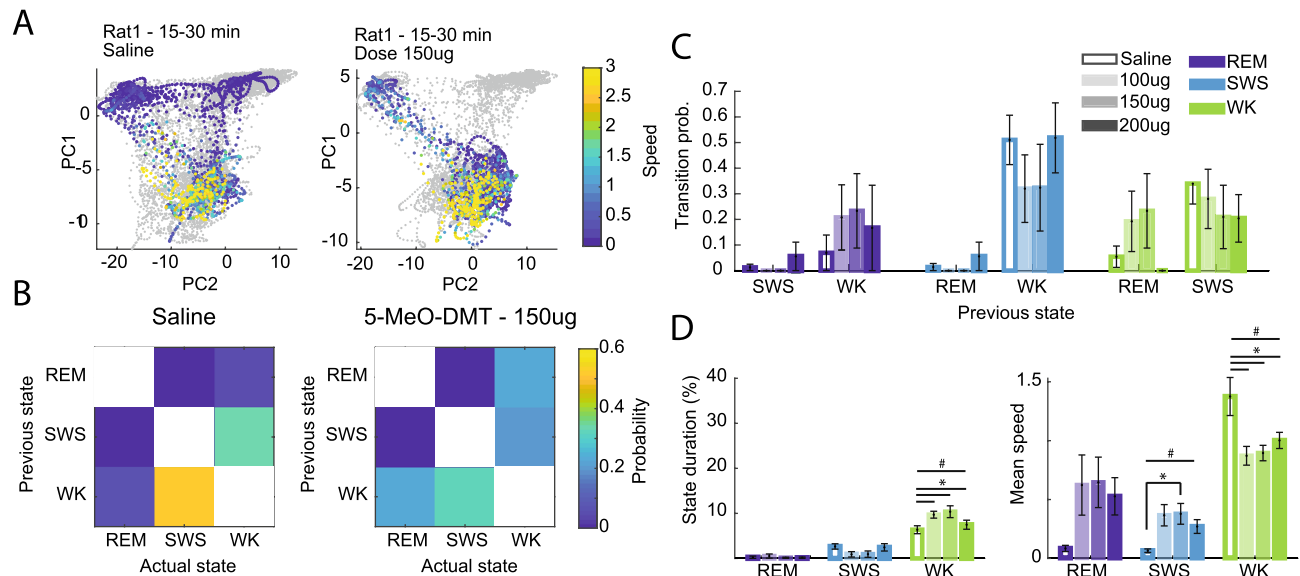 A
Rat1 - 15-30 min
Saline
PC1
0
-5
-10
-20
-10
0
10
PC2
Rat1 - 15-30 min
Dose 150ug
PC1
5
0
-5
-10
-20
-10
0
10
PC2
3
2.5
2
1.5
1
0.5
0
Speed
B
Saline
Previous state
REM
SWS
WK
REM SWS WK
Actual state
5-MeO-DMT - 150ug
Previous state
REM SWS WK
Actual state
0.6
0.4
0.2
0
Probability
C
Saline
100ug
150ug
200ug
REM
SWS
WK
Transition prob.
0.7
0.6
0.5
0.4
0.3
0.2
0.1
0
SWS WK REM WK REM SWS
Previous state
D
State duration (%)
40
30
20
10
#
*
REM SWS WK
Mean speed
1.5
0
*
#
#
*
REM SWS WK